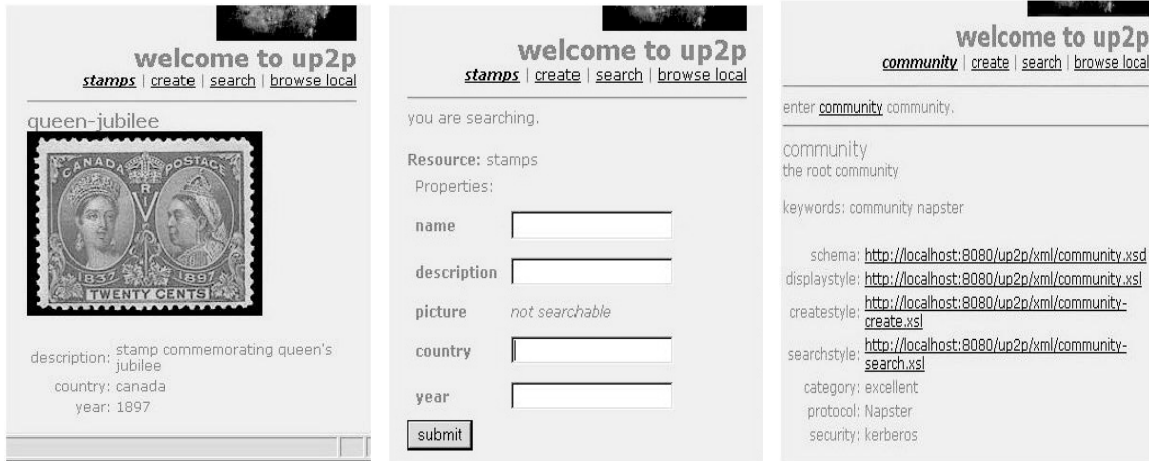 welcome to up2p
stamps | create | search | browse local
queen-jubilee
CANADA POSTAGE
V R I
1837 1897
TWENTY CENTS
description: stamp commemorating queen's
jubilee
country: canada
year: 1897
welcome to up2p
stamps | create | search | browse local
you are searching.
Resource: stamps
Properties:
name
description
picture not searchable
country
year
submit
welcome to up2p
community | create | search | browse local
enter community community.
community
the root community
keywords: community napster
schema: http://localhost:8080/up2p/xml/community.xsd
displaystyle: http://localhost:8080/up2p/xml/community.xsl
createstyle: http://localhost:8080/up2p/xml/community-
create.xsl
searchstyle: http://localhost:8080/up2p/xml/community-
search.xsl
category: excellent
protocol: Napster
security: kerberos